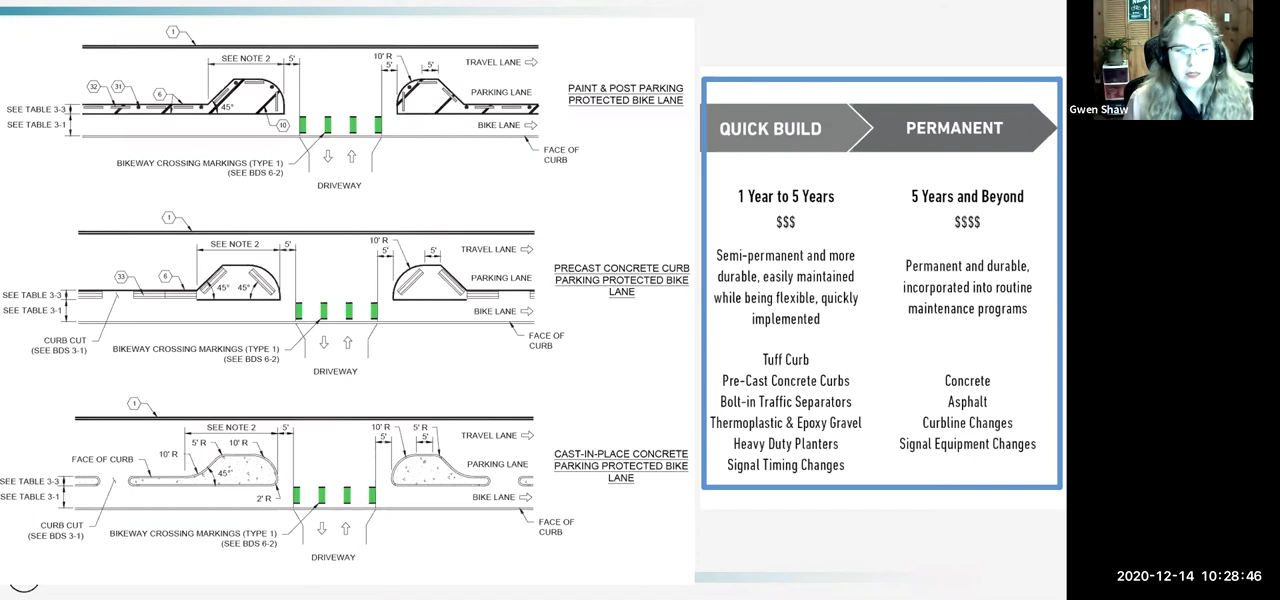 1
SEE NOTE 2
5'
10' R
5'
5'
TRAVEL LANE
32
31
6
PARKING LANE
PAINT & POST PARKING
PROTECTED BIKE LANE
SEE TABLE 3-3
45°
SEE TABLE 3-1
10
BIKE LANE
BIKEWAY CROSSING MARKINGS (TYPE 1)
(SEE BDS 6-2)
FACE OF
CURB
DRIVEWAY
1
SEE NOTE 2
5'
10' R
5'
5'
TRAVEL LANE
33
6
PARKING LANE
PRECAST CONCRETE CURB
PARKING PROTECTED BIKE
LANE
SEE TABLE 3-3
45°
45°
SEE TABLE 3-1
BIKE LANE
CURB CUT
(SEE BDS 3-1)
BIKEWAY CROSSING MARKINGS (TYPE 1)
(SEE BDS 6-2)
FACE OF
CURB
DRIVEWAY
1
SEE NOTE 2
5'
5' R
10' R
10' R
5' R
5'
5'
TRAVEL LANE
FACE OF CURB
10' R
45°
PARKING LANE
CAST-IN-PLACE CONCRETE
PARKING PROTECTED BIKE
LANE
SEE TABLE 3-3
SEE TABLE 3-1
2' R
BIKE LANE
CURB CUT
(SEE BDS 3-1)
BIKEWAY CROSSING MARKINGS (TYPE 1)
(SEE BDS 6-2)
FACE OF
CURB
DRIVEWAY
QUICK BUILD
1 Year to 5 Years
$$$
Semi-permanent and more
durable, easily maintained
while being flexible, quickly
implemented
Tuff Curb
Pre-Cast Concrete Curbs
Bolt-in Traffic Separators
Thermoplastic & Epoxy Gravel
Heavy Duty Planters
Signal Timing Changes
PERMANENT
5 Years and Beyond
$$$$
Permanent and durable,
incorporated into routine
maintenance programs
Concrete
Asphalt
Curbline Changes
Signal Equipment Changes
Gwen Shaw
2020-12-14 10:28:46